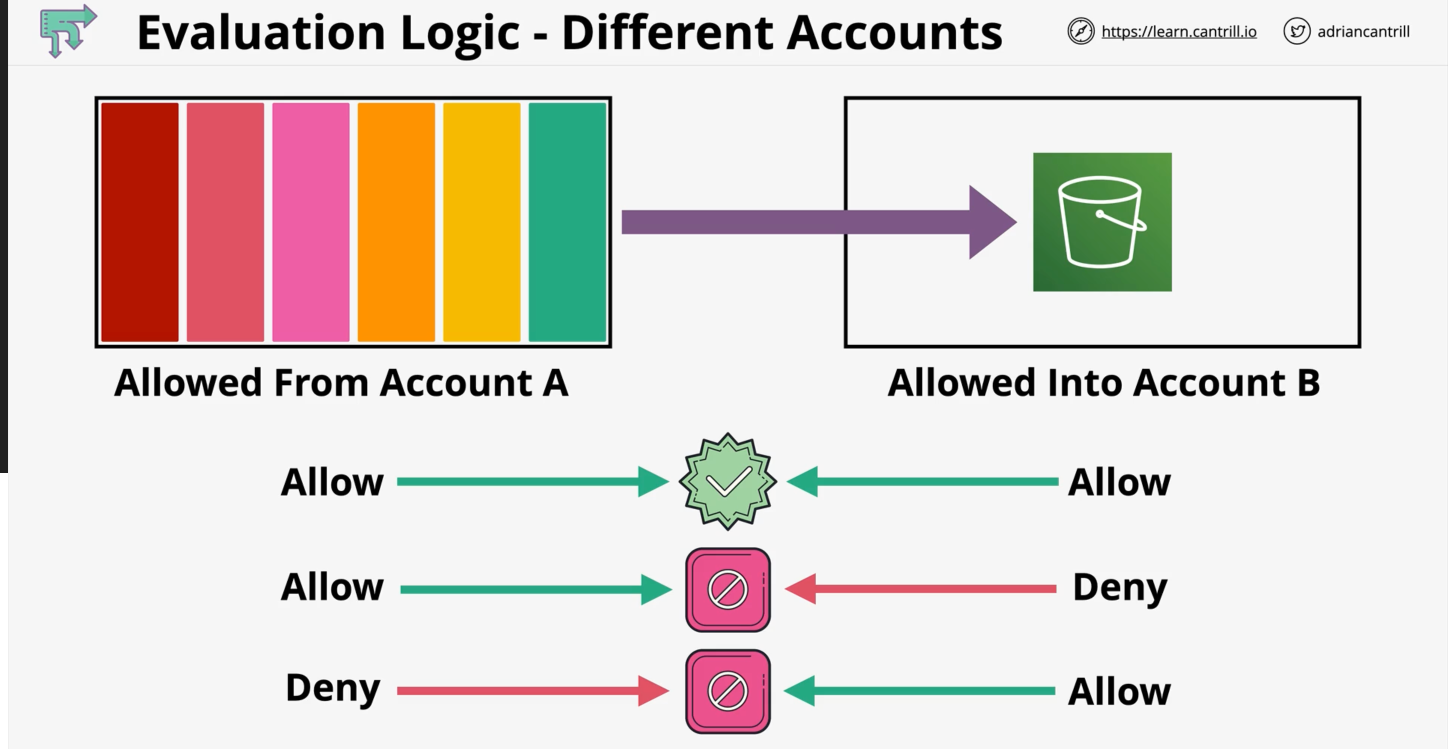 Evaluation Logic - Different Accounts
https://learn.cantrill.io
adriancantrill
Allowed From Account A
Allowed Into Account B
Allow
Allow
Allow
Deny
Deny
Allow